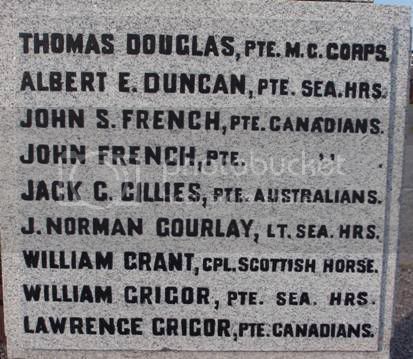 THOMAS DOUGLAS, PTE. M.G. CORPS.
ALBERT E. DUNCAN, PTE. SEA. HRS.
JOHN S. FRENCH, PTE. CANADIANS.
JOHN FRENCH, PTE. " .
JACK G. GILLIES, PTE. AUSTRALIANS.
J. NORMAN GOURLAY, LT. SEA. HRS.
WILLIAM GRANT, CPL. SCOTTISH HORSE.
WILLIAM GRIGOR, PTE. SEA. HRS.
LAWRENCE GRIGOR, PTE. CANADIANS.
photobucket